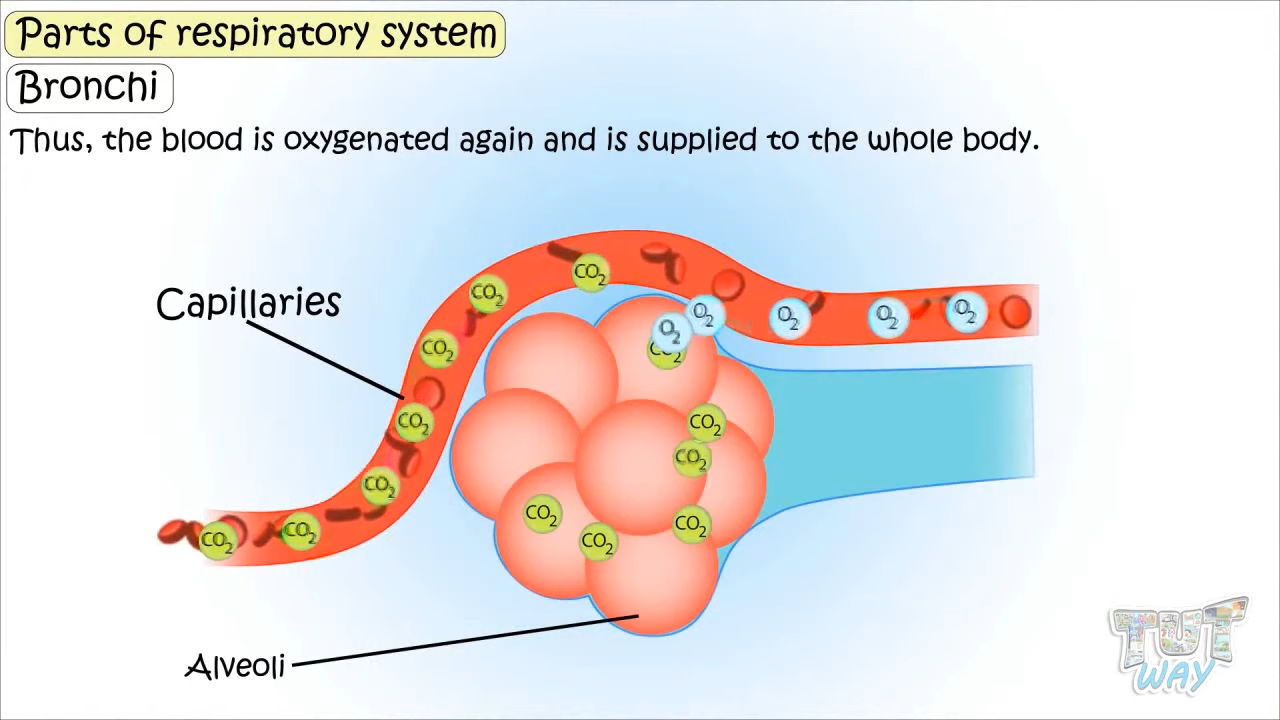 Parts of respiratory system
Bronchi
Thus, the blood is oxygenated again and is supplied to the whole body.
CO2
CO2
CO2
Capillaries
O2
O2
O2
O2
O2
CO2
CO2
CO2
CO2
CO2
CO2
CO2
CO2
CO2
CO2
CO2
Alveoli
TUT
WAY